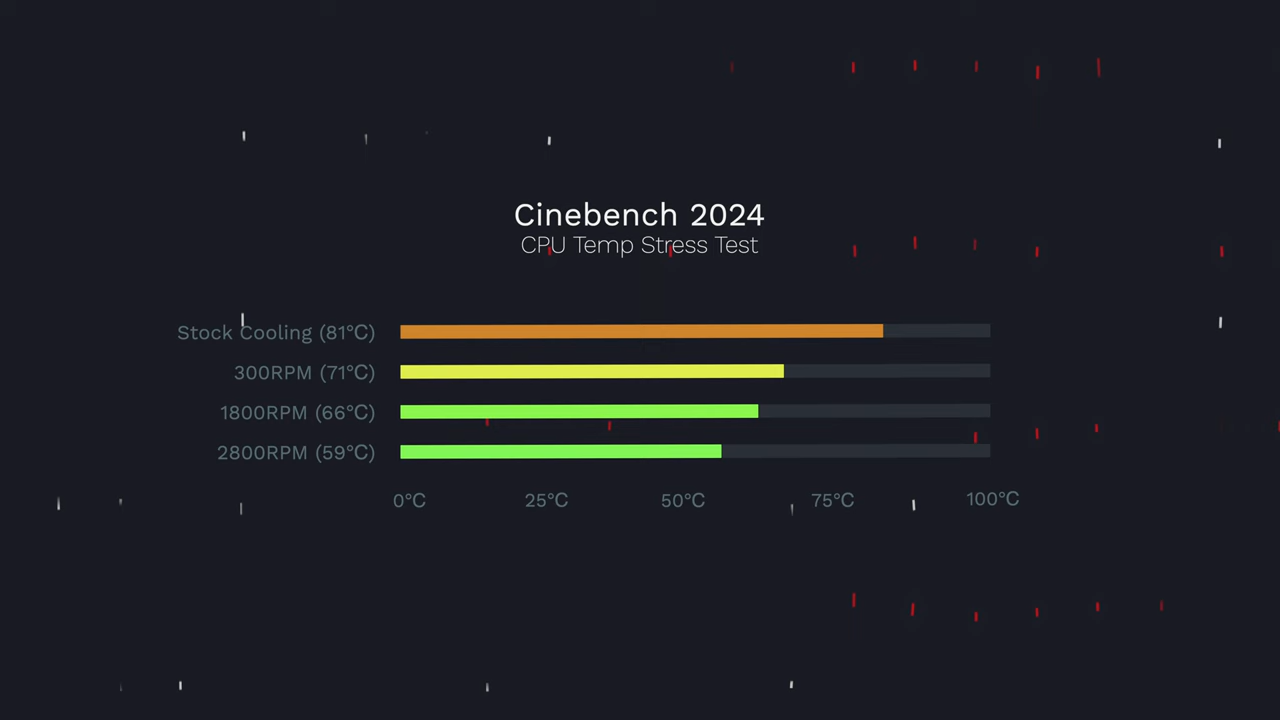 Cinebench 2024
CPU Temp Stress Test
Stock Cooling (81°C)
300RPM (71°C)
1800RPM (66°C)
2800RPM (59°C)
0°C 25°C 50°C 75°C 100°C